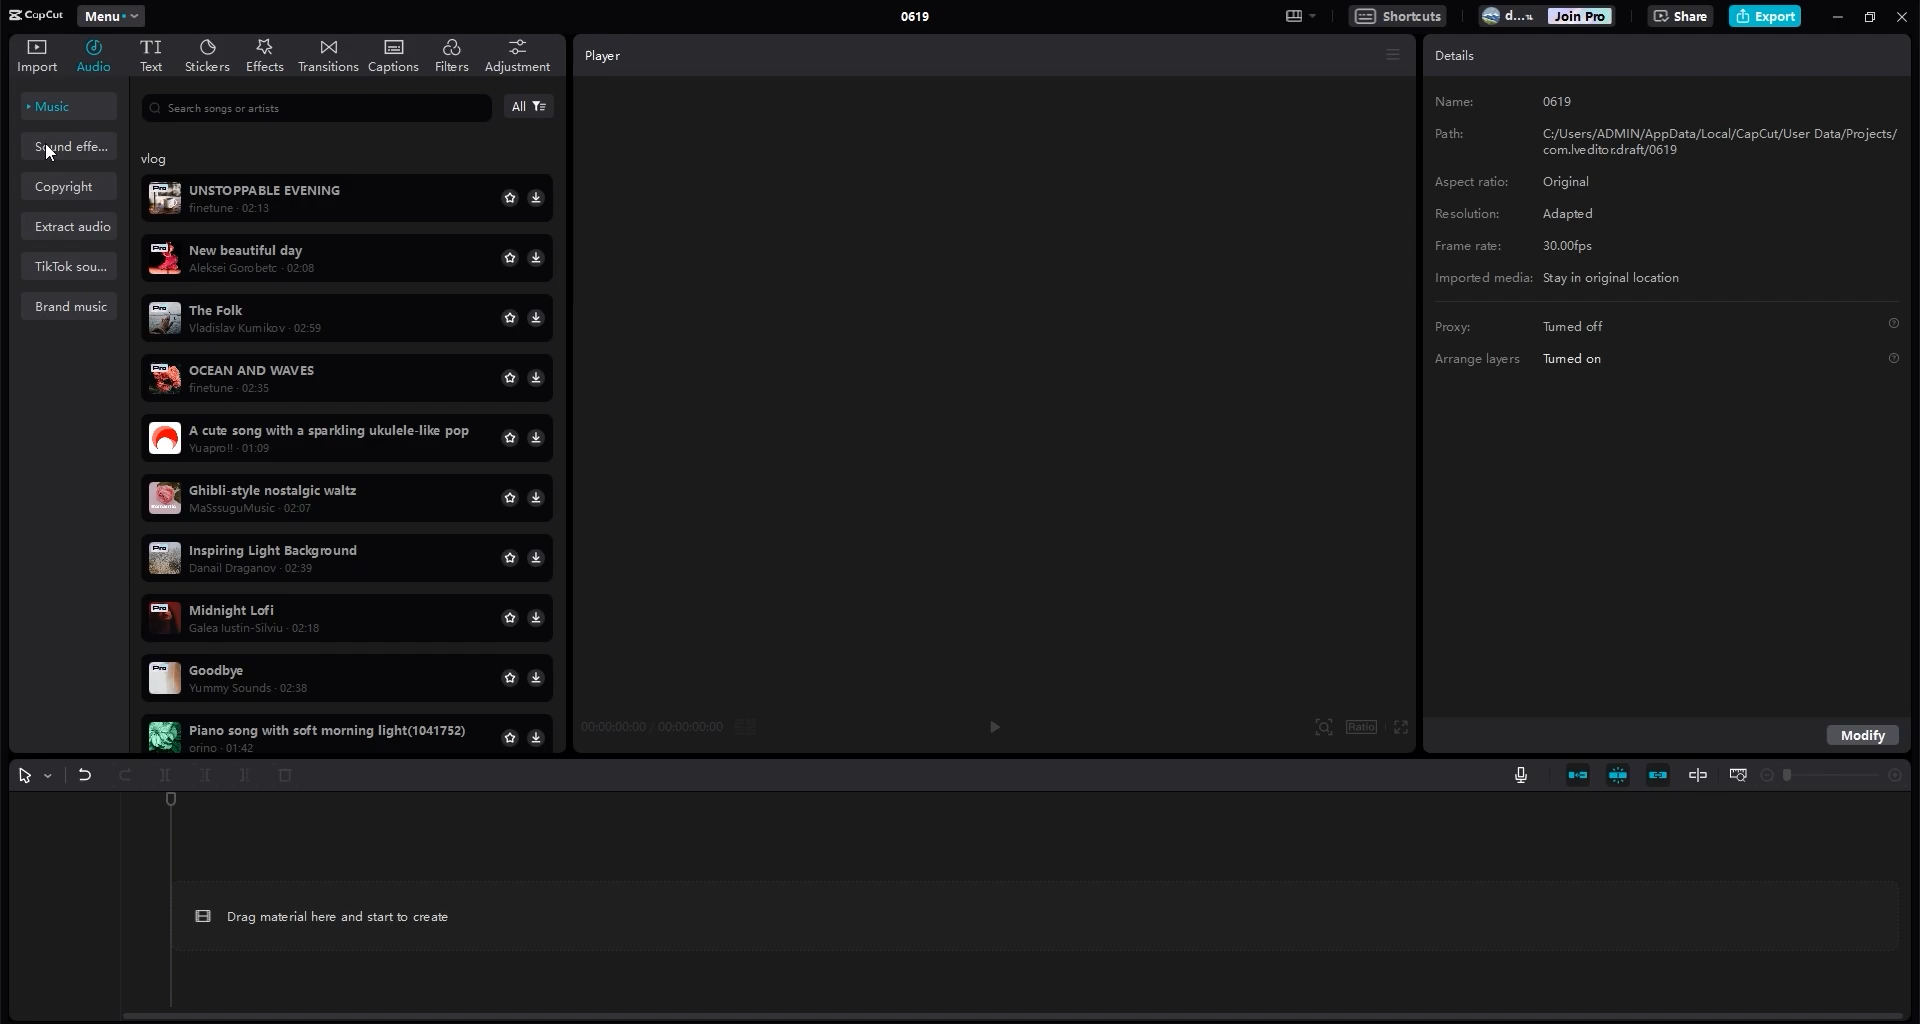 CapCut
Menu
0619
Shortcuts
d...
Join Pro
Share
Export
Import
Audio
Text
Stickers
Effects
Transitions
Captions
Filters
Adjustment
Music
Sound effe...
Copyright
Extract audio
TikTok sou...
Brand music
Search songs or artists
All
vlog
UNSTOPPABLE EVENING
finetune · 02:13
New beautiful day
Aleksei Gorobetc · 02:08
The Folk
Vladislav Kurnikov · 02:59
OCEAN AND WAVES
finetune · 02:35
A cute song with a sparkling ukulele-like pop
Yuapro!! · 01:09
Ghibli-style nostalgic waltz
MaSssuguMusic · 02:07
Inspiring Light Background
Danail Draganov · 02:39
Midnight Lofi
Galea Iustin-Silviu · 02:18
Goodbye
Yummy Sounds · 02:38
Piano song with soft morning light(1041752)
orino · 01:42
Player
00:00:00:00 / 00:00:00:00
Ratio
Details
Name: 0619
Path: C:/Users/ADMIN/AppData/Local/CapCut/User Data/Projects/
com.lveditor.draft/0619
Aspect ratio: Original
Resolution: Adapted
Frame rate: 30.00fps
Imported media: Stay in original location
Proxy: Turned off
Arrange layers Turned on
Modify
Drag material here and start to create